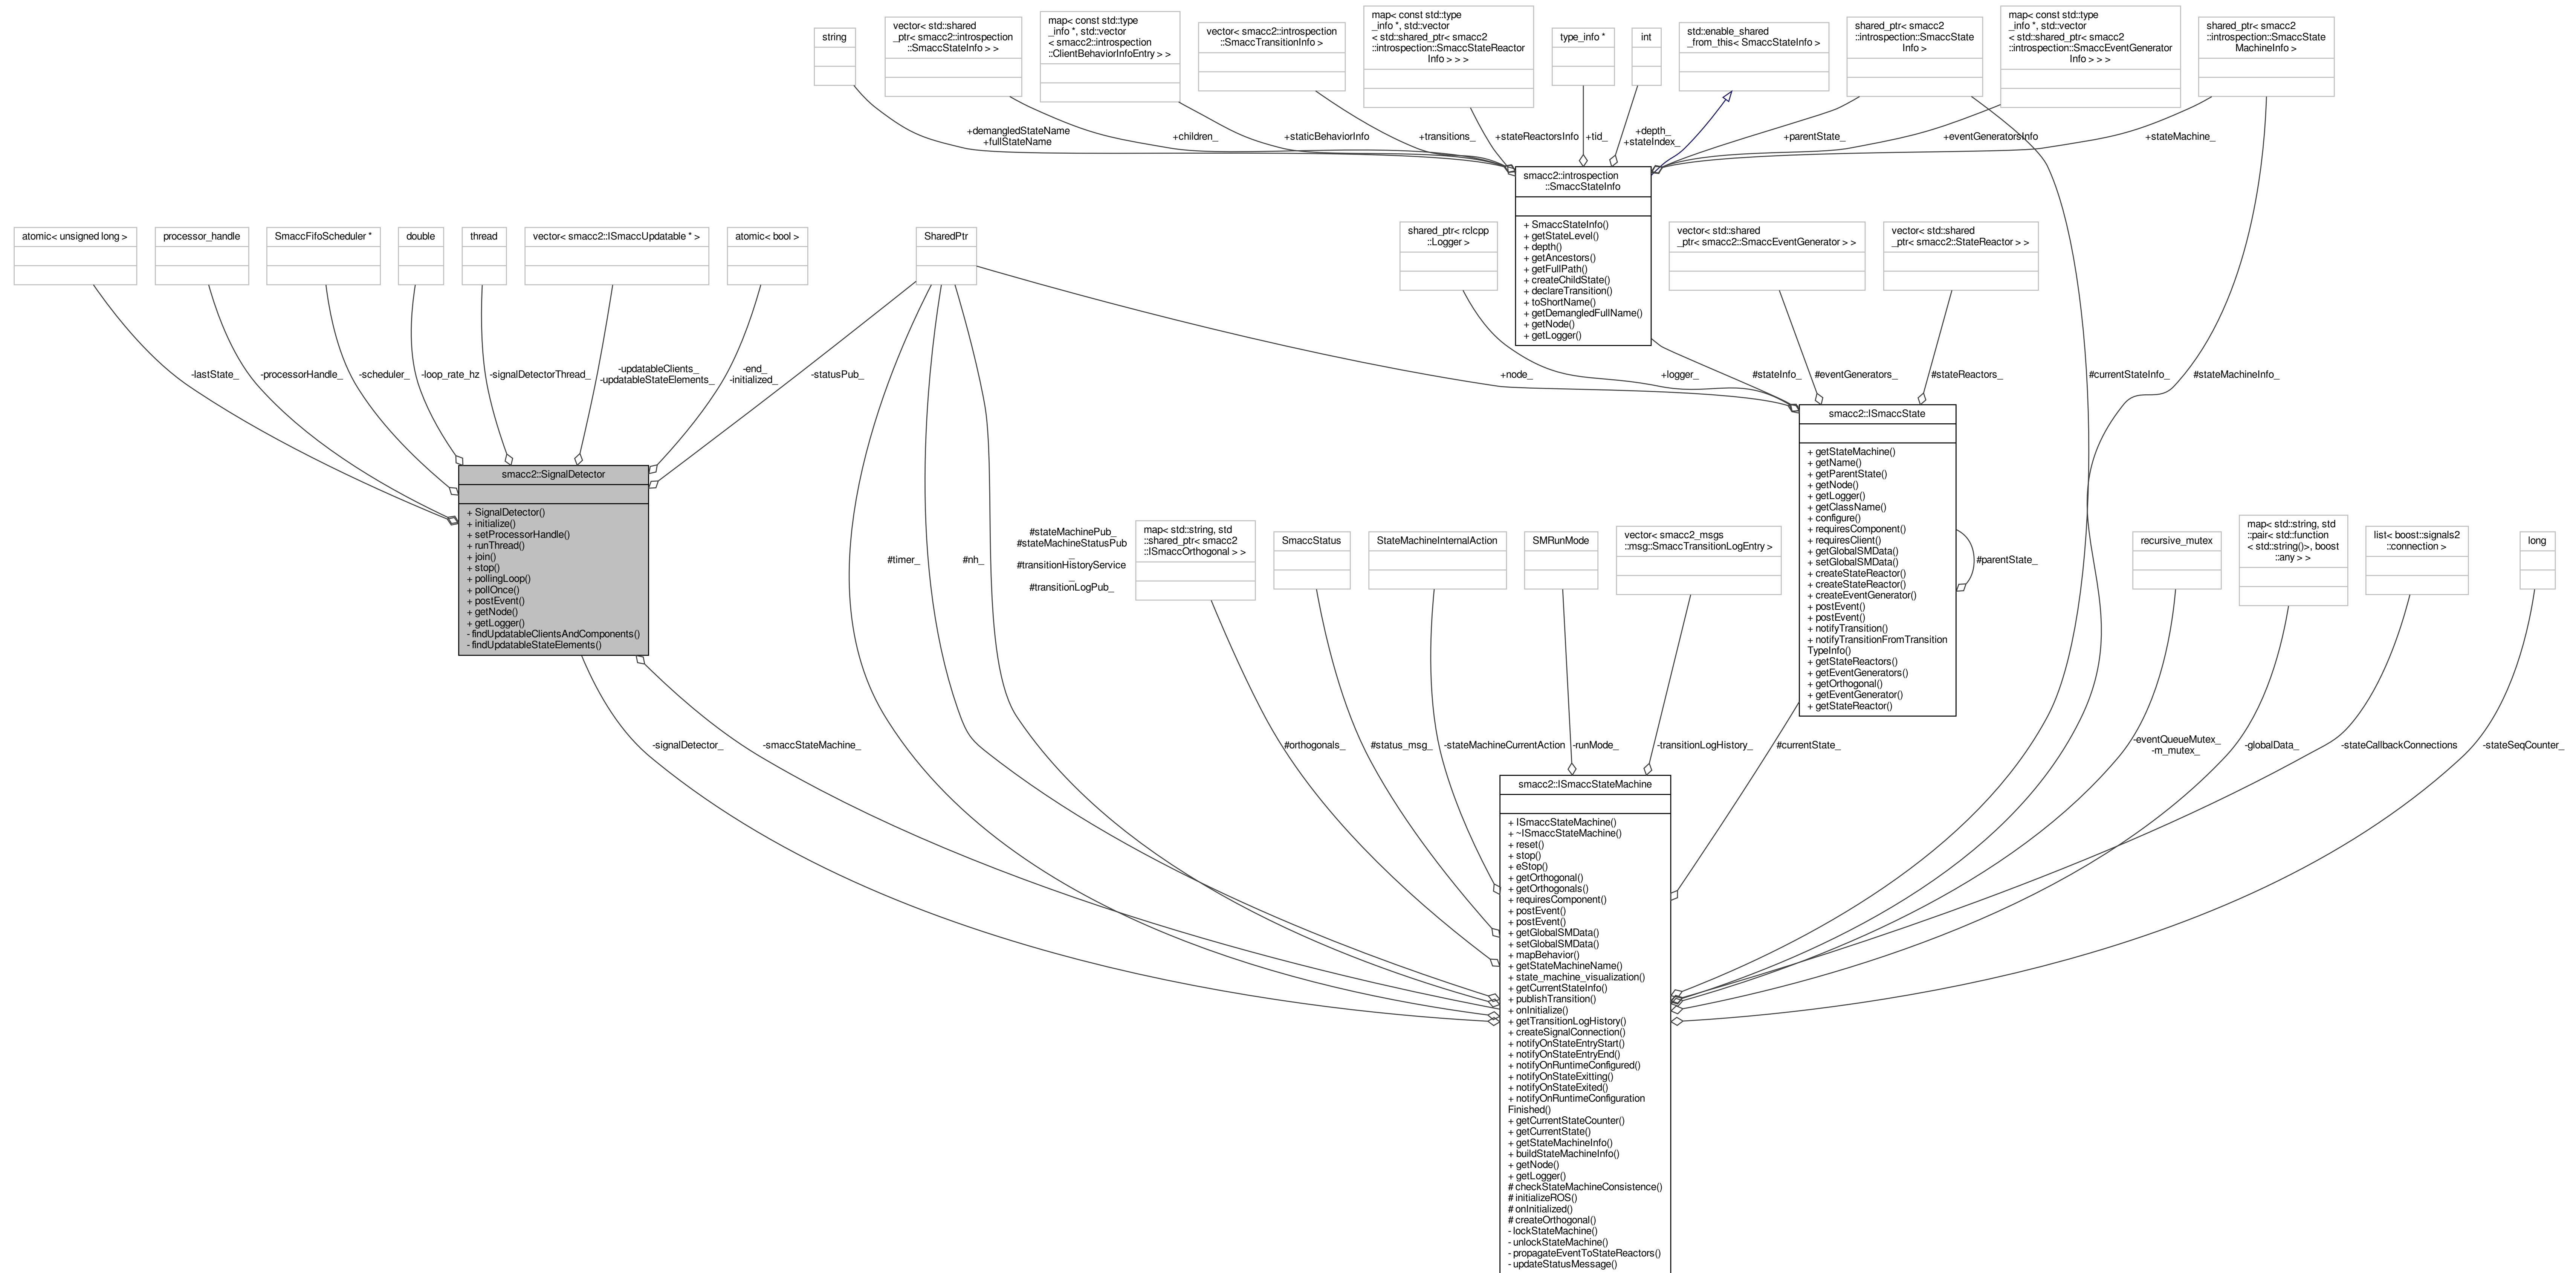 string
vector< std::shared
_ptr< smacc2::introspection
::SmaccStateInfo > >
map< const std::type
_info *, std::vector
< smacc2::introspection
::ClientBehaviorInfoEntry > >
vector< smacc2::introspection
::SmaccTransitionInfo >
map< const std::type
_info *, std::vector
< std::shared_ptr< smacc2
::introspection::SmaccStateReactor
Info > > >
type_info *
int
std::enable_shared
_from_this< SmaccStateInfo >
shared_ptr< smacc2
::introspection::SmaccState
Info >
map< const std::type
_info *, std::vector
< std::shared_ptr< smacc2
::introspection::SmaccEventGenerator
Info > > >
shared_ptr< smacc2
::introspection::SmaccState
MachineInfo >
+demangledStateName
+fullStateName
+children_
+staticBehaviorInfo
+transitions_
+stateReactorsInfo
+tid_
+depth_
+stateIndex_
+parentState_
+eventGeneratorsInfo
+stateMachine_
smacc2::introspection
::SmaccStateInfo
+ SmaccStateInfo()
+ getStateLevel()
+ depth()
+ getAncestors()
+ getFullPath()
+ createChildState()
+ declareTransition()
+ toShortName()
+ getDemangledFullName()
+ getNode()
+ getLogger()
atomic< unsigned long >
processor_handle
SmaccFifoScheduler *
double
thread
vector< smacc2::ISmaccUpdatable * >
atomic< bool >
SharedPtr
shared_ptr< rclcpp
::Logger >
vector< std::shared
_ptr< smacc2::SmaccEventGenerator > >
vector< std::shared
_ptr< smacc2::StateReactor > >
-lastState_
-processorHandle_
-scheduler_
-loop_rate_hz
-signalDetectorThread_
-updatableClients_
-updatableStateElements_
-end_
-initialized_
-statusPub_
+node_
+logger_
#stateInfo_
#eventGenerators_
#stateReactors_
#currentStateInfo_
#stateMachineInfo_
smacc2::SignalDetector
+ SignalDetector()
+ initialize()
+ setProcessorHandle()
+ runThread()
+ join()
+ stop()
+ pollingLoop()
+ pollOnce()
+ postEvent()
+ getNode()
+ getLogger()
- findUpdatableClientsAndComponents()
- findUpdatableStateElements()
smacc2::ISmaccState
+ getStateMachine()
+ getName()
+ getParentState()
+ getNode()
+ getLogger()
+ getClassName()
+ configure()
+ requiresComponent()
+ requiresClient()
+ getGlobalSMData()
+ setGlobalSMData()
+ createStateReactor()
+ createStateReactor()
+ createEventGenerator()
+ postEvent()
+ postEvent()
+ notifyTransition()
+ notifyTransitionFromTransition
TypeInfo()
+ getStateReactors()
+ getEventGenerators()
+ getOrthogonal()
+ getEventGenerator()
+ getStateReactor()
#parentState_
#timer_
#nh_
#stateMachinePub_
#stateMachineStatusPub
_
#transitionHistoryService
_
#transitionLogPub_
map< std::string, std
::shared_ptr< smacc2
::ISmaccOrthogonal > >
SmaccStatus
StateMachineInternalAction
SMRunMode
vector< smacc2_msgs
::msg::SmaccTransitionLogEntry >
recursive_mutex
map< std::string, std
::pair< std::function
< std::string()>, boost
::any > >
list< boost::signals2
::connection >
long
-signalDetector_
-smaccStateMachine_
#orthogonals_
#status_msg_
-stateMachineCurrentAction
-runMode_
-transitionLogHistory_
#currentState_
-eventQueueMutex_
-m_mutex_
-globalData_
-stateCallbackConnections
-stateSeqCounter_
smacc2::ISmaccStateMachine
+ ISmaccStateMachine()
+ ~ISmaccStateMachine()
+ reset()
+ stop()
+ eStop()
+ getOrthogonal()
+ getOrthogonals()
+ requiresComponent()
+ postEvent()
+ postEvent()
+ getGlobalSMData()
+ setGlobalSMData()
+ mapBehavior()
+ getStateMachineName()
+ state_machine_visualization()
+ getCurrentStateInfo()
+ publishTransition()
+ onInitialize()
+ getTransitionLogHistory()
+ createSignalConnection()
+ notifyOnStateEntryStart()
+ notifyOnStateEntryEnd()
+ notifyOnRuntimeConfigured()
+ notifyOnStateExitting()
+ notifyOnStateExited()
+ notifyOnRuntimeConfiguration
Finished()
+ getCurrentStateCounter()
+ getCurrentState()
+ getStateMachineInfo()
+ buildStateMachineInfo()
+ getNode()
+ getLogger()
# checkStateMachineConsistence()
# initializeROS()
# onInitialized()
# createOrthogonal()
- lockStateMachine()
- unlockStateMachine()
- propagateEventToStateReactors()
- updateStatusMessage()